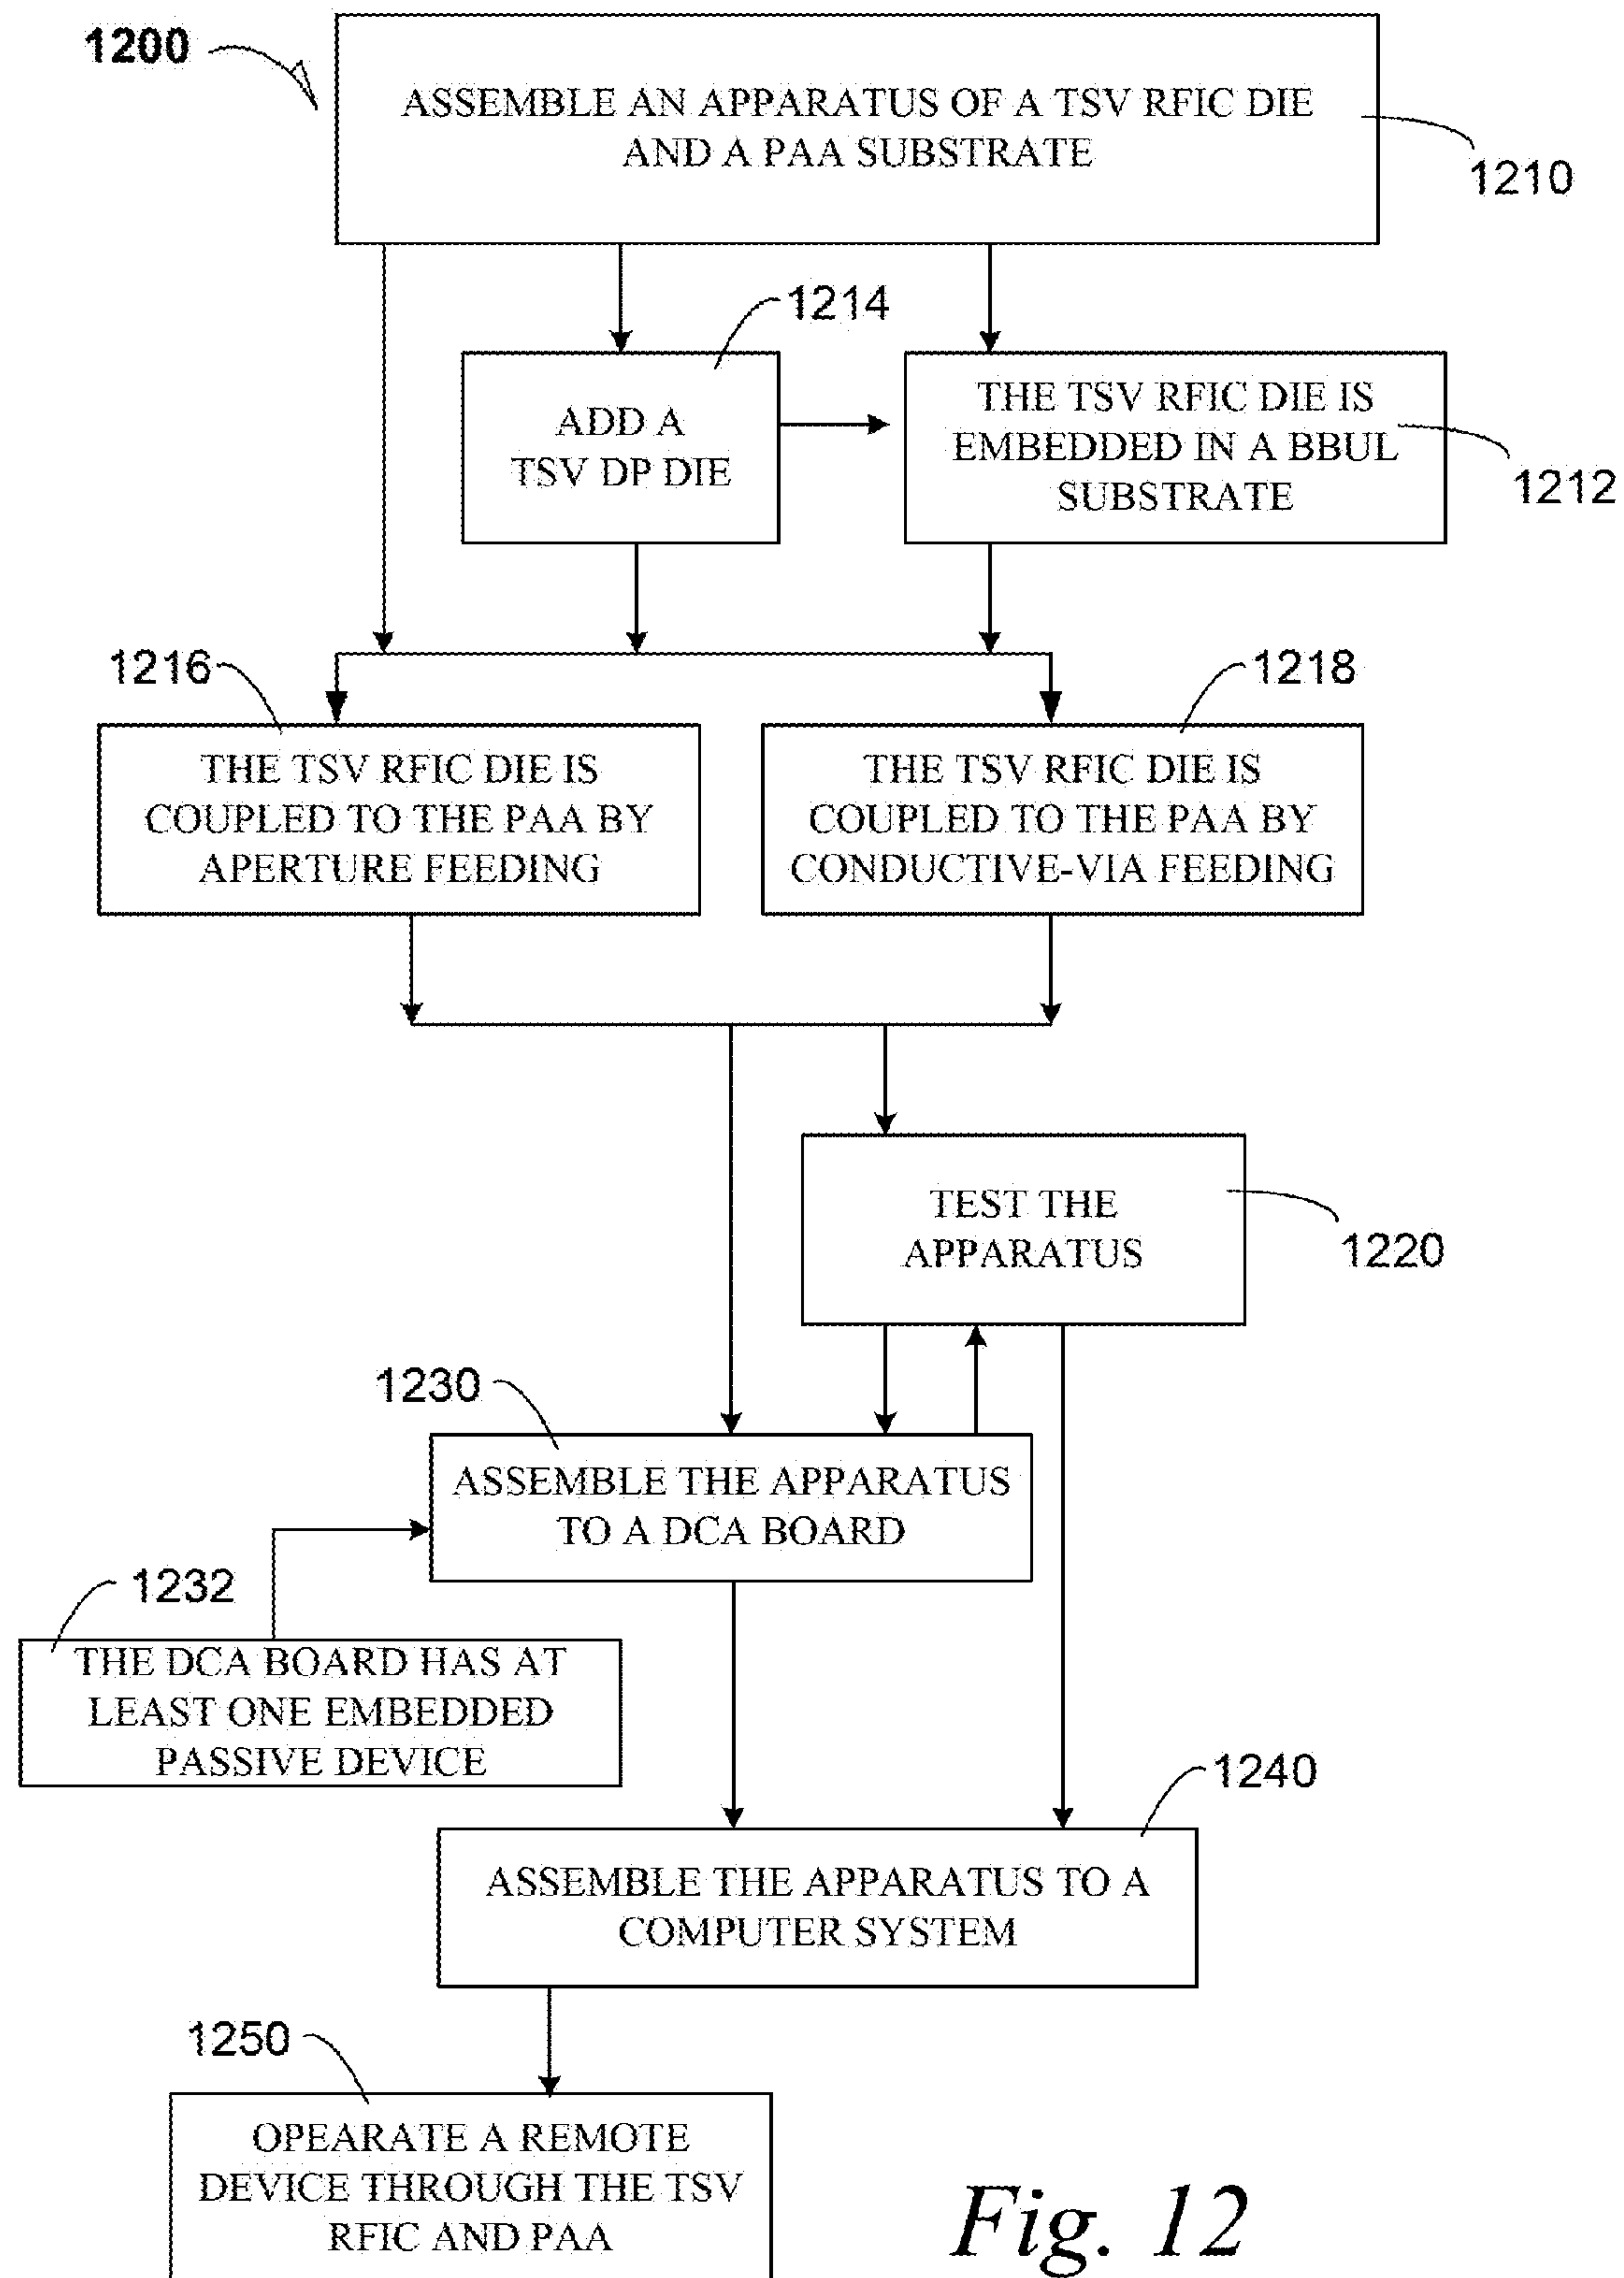 1200
ASSEMBLE AN APPARATUS OF A TSV RFIC DIE
AND A PAA SUBSTRATE
1210
1214
ADD A
TSV DP DIE
THE TSV RFIC DIE IS
EMBEDDED IN A BBUL
SUBSTRATE
1212
1216
THE TSV RFIC DIE IS
COUPLED TO THE PAA BY
APERTURE FEEDING
1218
THE TSV RFIC DIE IS
COUPLED TO THE PAA BY
CONDUCTIVE-VIA FEEDING
TEST THE
APPARATUS
1220
1230
ASSEMBLE THE APPARATUS
TO A DCA BOARD
1232
THE DCA BOARD HAS AT
LEAST ONE EMBEDDED
PASSIVE DEVICE
1240
ASSEMBLE THE APPARATUS TO A
COMPUTER SYSTEM
1250
OPEARATE A REMOTE
DEVICE THROUGH THE TSV
RFIC AND PAA
Fig. 12